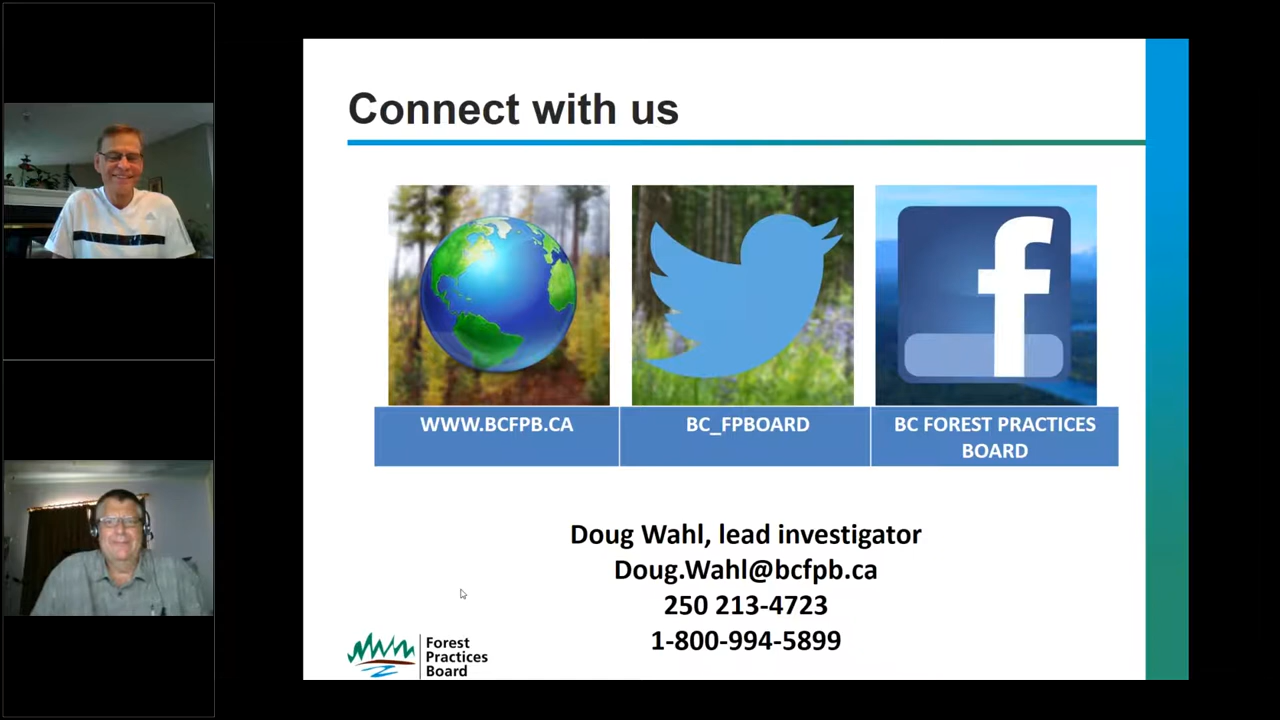 Connect with us
WWW.BCFPB.CA
BC_FPBOARD
BC FOREST PRACTICES
BOARD
Doug Wahl, lead investigator
Doug.Wahl@bcfpb.ca
250 213-4723
1-800-994-5899
Forest
Practices
Board